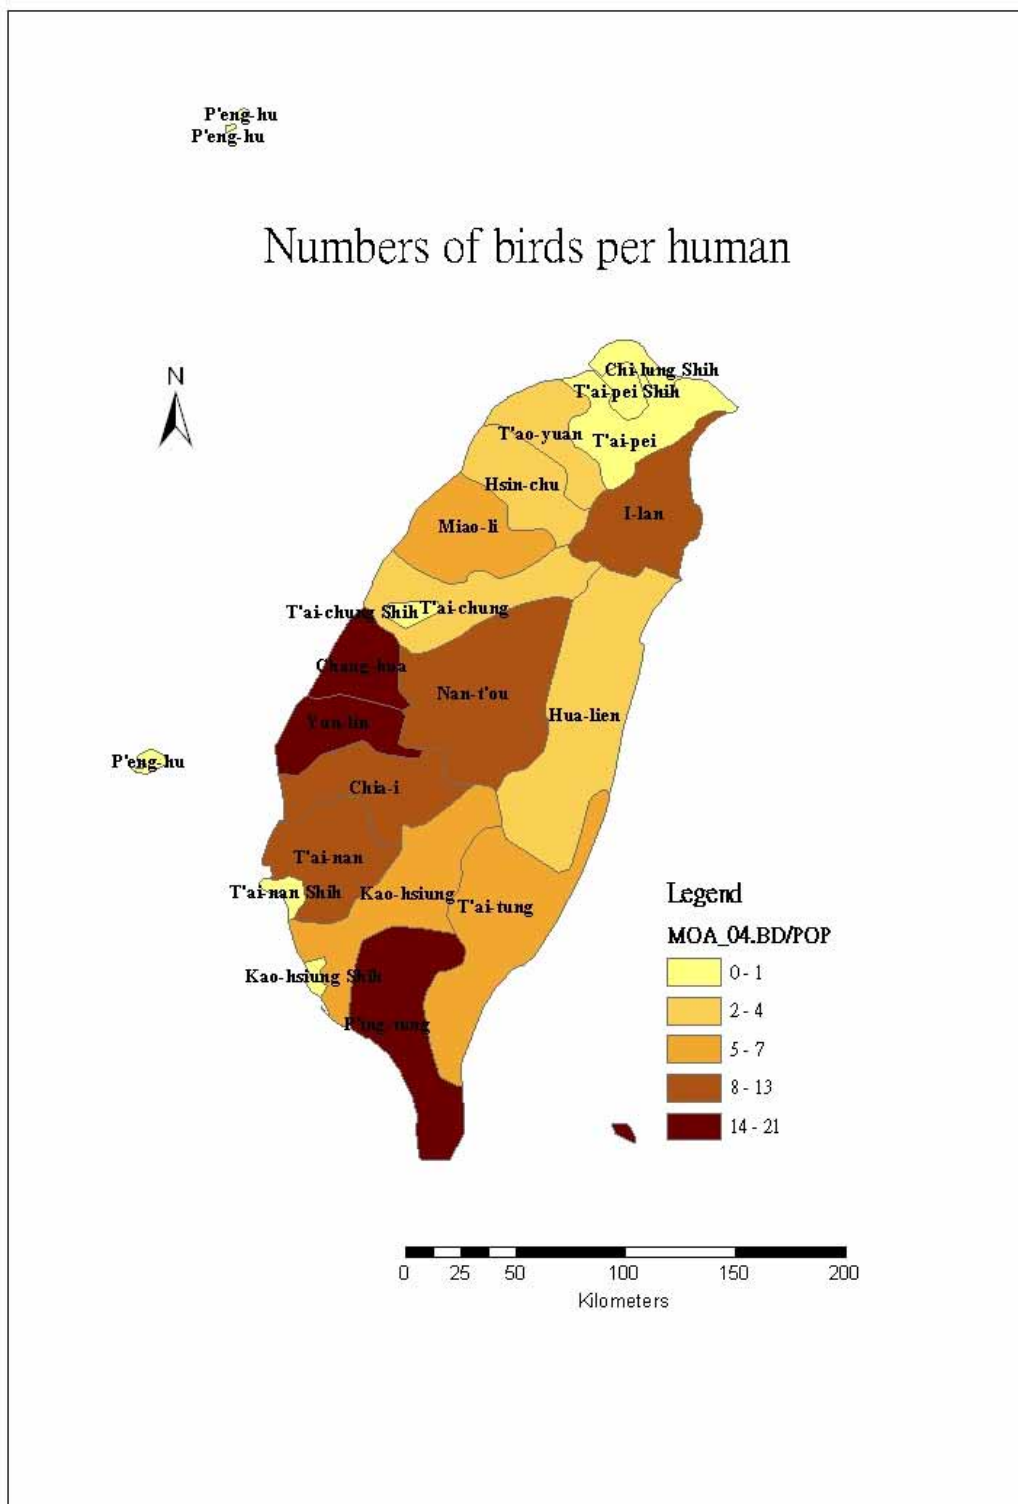 P'eng-hu
P'eng-hu
Numbers of birds per human
N
Chi-lung Shih
T'ai-pei Shih
T'ao-yuan
T'ai-pei
Hsin-chu
I-lan
Miao-li
T'ai-chung Shih
T'ai-chung
Chang-hua
Nan-t'ou
Hua-lien
Yun-lin
P'eng-hu
Chia-i
T'ai-nan
T'ai-nan Shih
Kao-hsiung
T'ai-tung
Kao-hsiung Shih
P'ing-tung
Legend
MOA_04.BD/POP
0 - 1
2 - 4
5 - 7
8 - 13
14 - 21
0 25 50 100 150 200
Kilometers